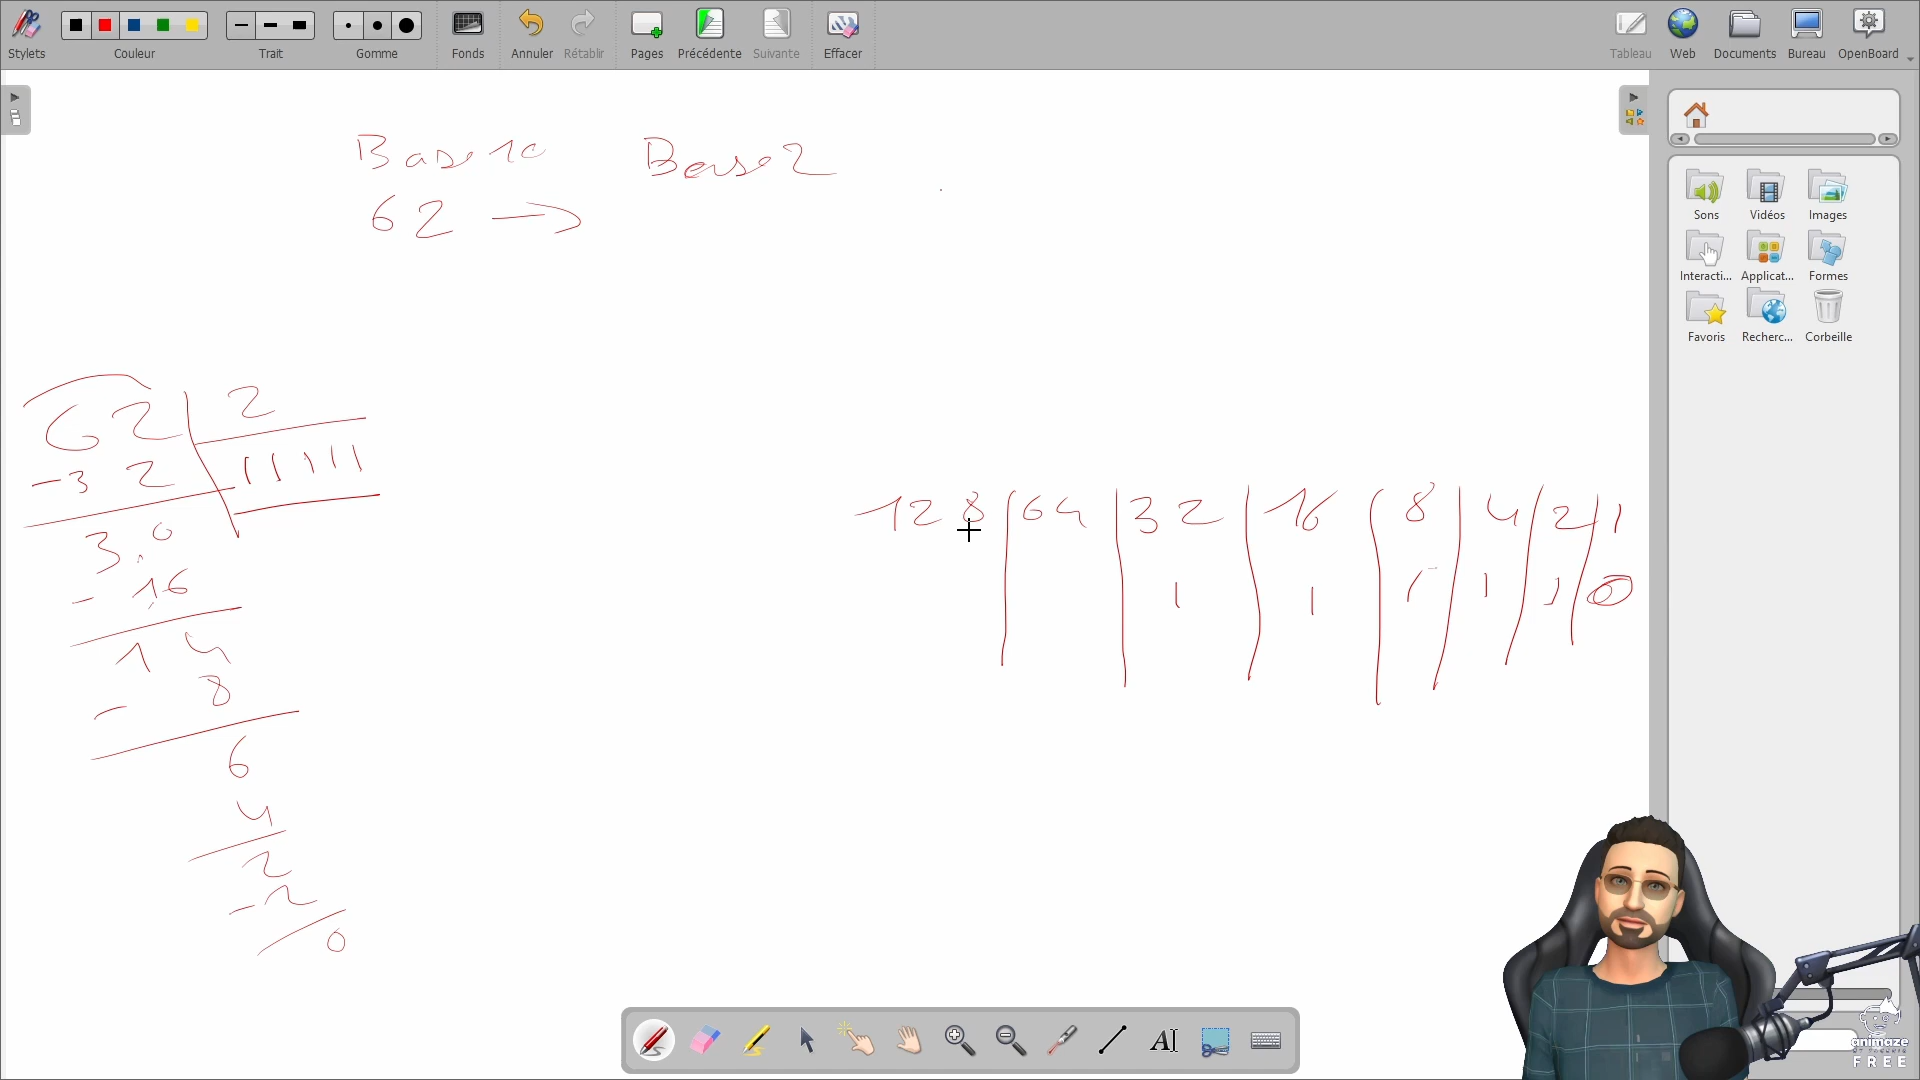 Stylets Couleur Trait Gomme Fonds Annuler Rétablir Pages Précédente Suivante Effacer Tableau Web Documents Bureau OpenBoard
Base 10 Base 2
62 →
62 2
-32 11111
30
-16
14
- 8
6
4
2
-2
0
128 64 32 16 8 4 2 1
1 1 1 1 1 0
Sons Vidéos Images
Interacti... Applicat... Formes
Favoris Recherc... Corbeille
AI
animaze
FREE